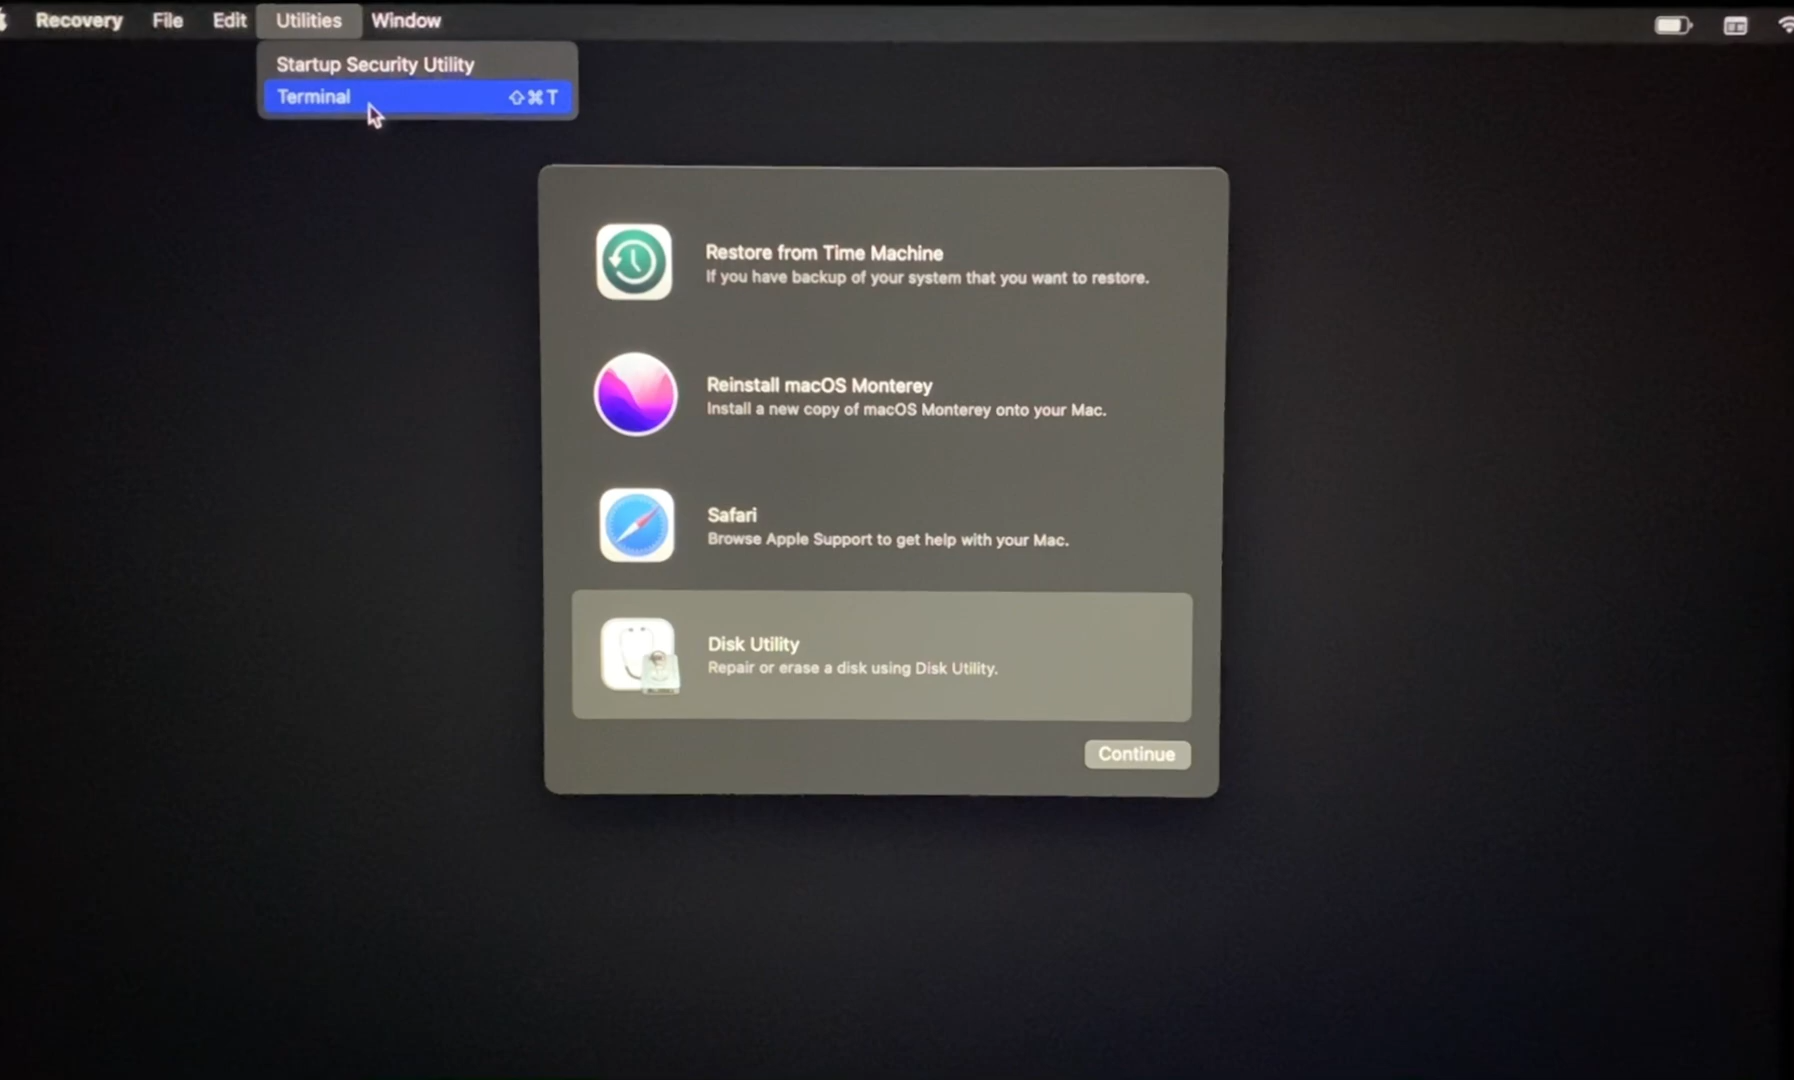 Recovery File Edit Utilities Window
Startup Security Utility
Terminal ⇧⌘T
Restore from Time Machine
If you have backup of your system that you want to restore.
Reinstall macOS Monterey
Install a new copy of macOS Monterey onto your Mac.
Safari
Browse Apple Support to get help with your Mac.
Disk Utility
Repair or erase a disk using Disk Utility.
Continue